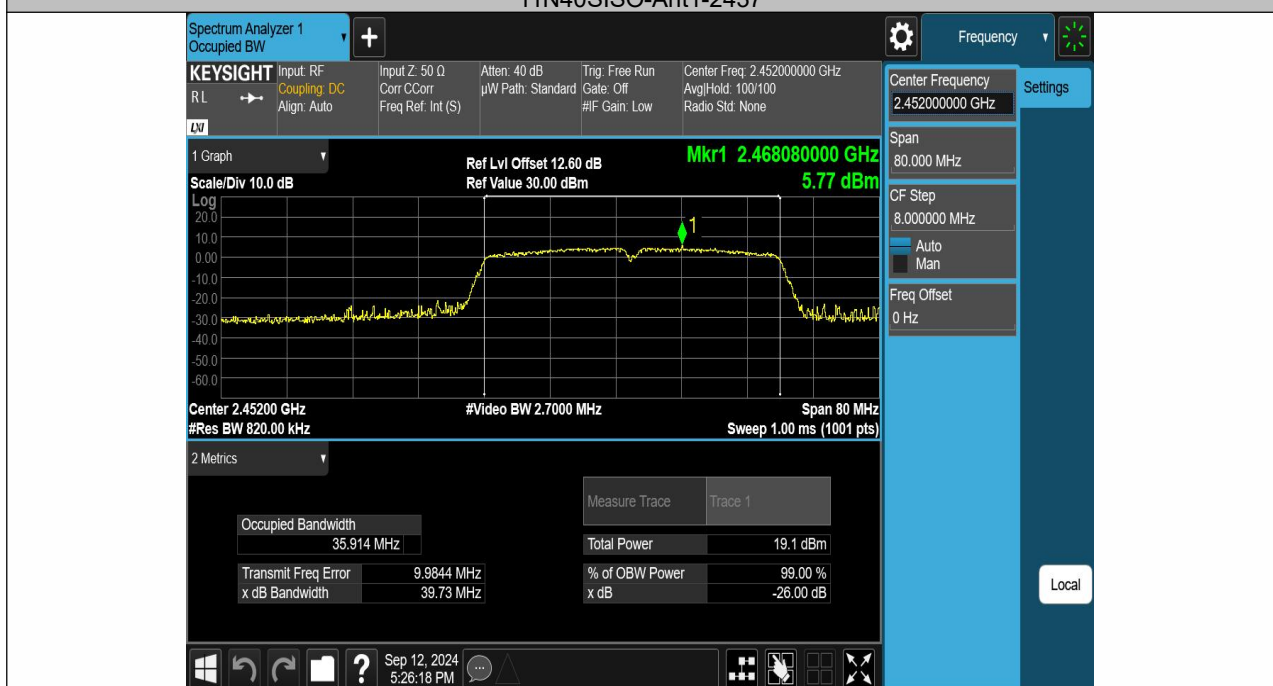 11N40SISO-Ant1-2437
Spectrum Analyzer 1
Occupied BW
Frequency
KEYSIGHT
RL
LXI
Input: RF
Coupling: DC
Align: Auto
Input Z: 50 Ω
Corr CCorr
Freq Ref: Int (S)
Atten: 40 dB
µW Path: Standard
Trig: Free Run
Gate: Off
#IF Gain: Low
Center Freq: 2.452000000 GHz
Avg|Hold: 100/100
Radio Std: None
Center Frequency
2.452000000 GHz
Settings
Span
80.000 MHz
CF Step
8.000000 MHz
Auto
Man
Freq Offset
0 Hz
Local
1 Graph
Scale/Div 10.0 dB
Ref Lvl Offset 12.60 dB
Ref Value 30.00 dBm
Mkr1 2.468080000 GHz
5.77 dBm
Log
20.0
10.0
0.00
-10.0
-20.0
-30.0
-40.0
-50.0
-60.0
1
Center 2.45200 GHz
#Res BW 820.00 kHz
#Video BW 2.7000 MHz
Span 80 MHz
Sweep 1.00 ms (1001 pts)
2 Metrics
Measure Trace Trace 1
Occupied Bandwidth
35.914 MHz
Total Power 19.1 dBm
Transmit Freq Error 9.9844 MHz
% of OBW Power 99.00 %
x dB Bandwidth 39.73 MHz
x dB -26.00 dB
Sep 12, 2024
5:26:18 PM